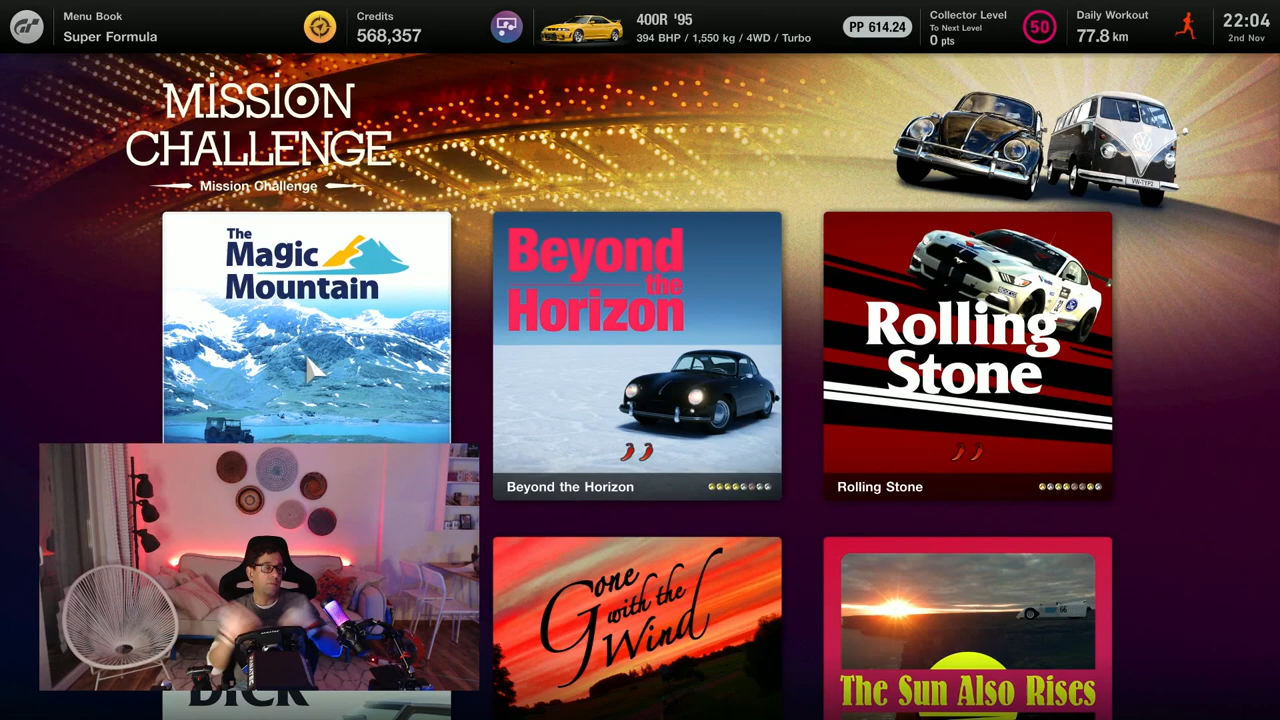 Menu Book
Super Formula
Credits
568,357
400R '95
394 BHP / 1,550 kg / 4WD / Turbo
PP 614.24
Collector Level
To Next Level
0 pts
50
Daily Workout
77.8 km
22:04
2nd Nov
MiSSiON
CHALLENGE
Mission Challenge
The
Magic
Mountain
Beyond
the
Horizon
Beyond the Horizon
Rolling
Stone
Rolling Stone
DICK
Gone
with the
Wind
66
The Sun Also Rises